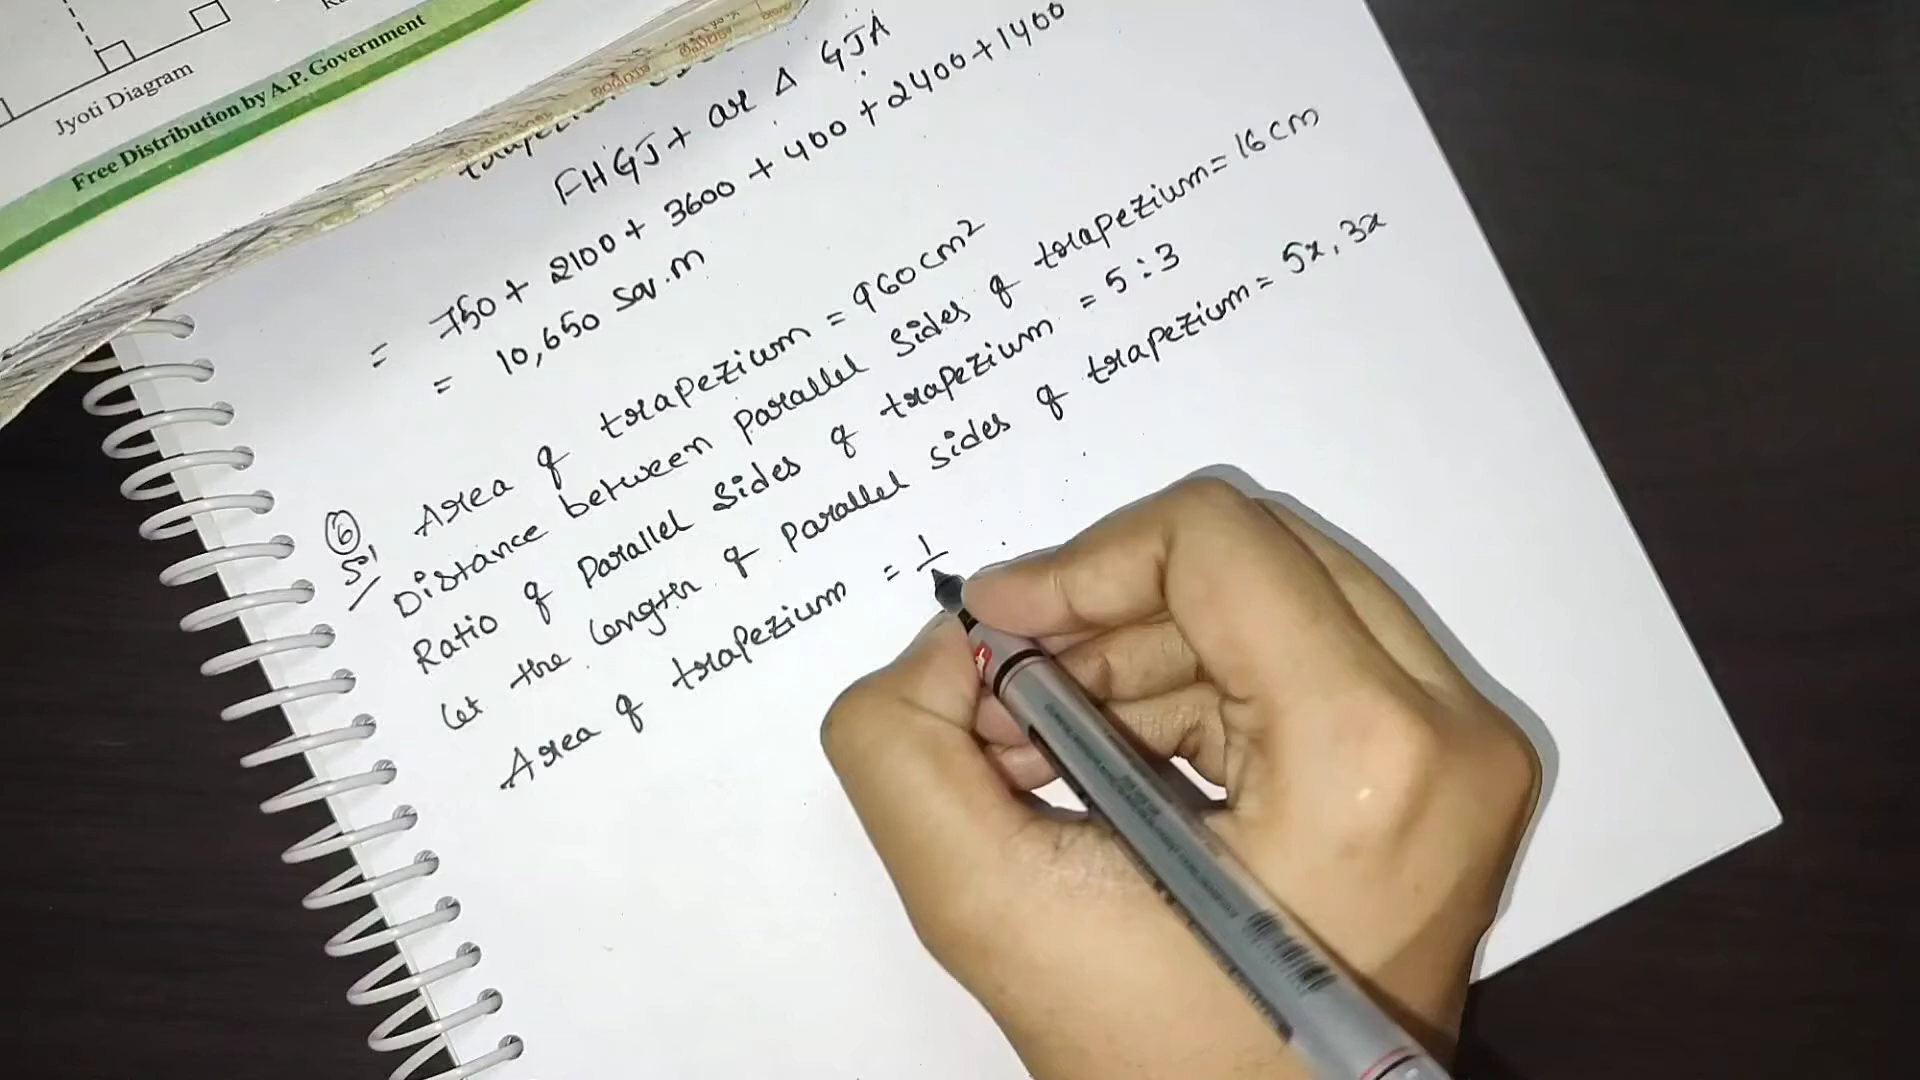 Jyoti Diagram
Free Distribution by A.P. Government
FHGJ + ar Δ GJA
= 750 + 2100 + 3600 + 400 + 2400 + 1400
= 10,650 sq.m
⑥ Area of trapezium = 960 cm²
Sol
Distance between parallel sides of trapezium = 16 cm
Ratio of parallel sides of trapezium = 5:3
Let the length of parallel sides of trapezium = 5x, 3x
Area of trapezium = 1